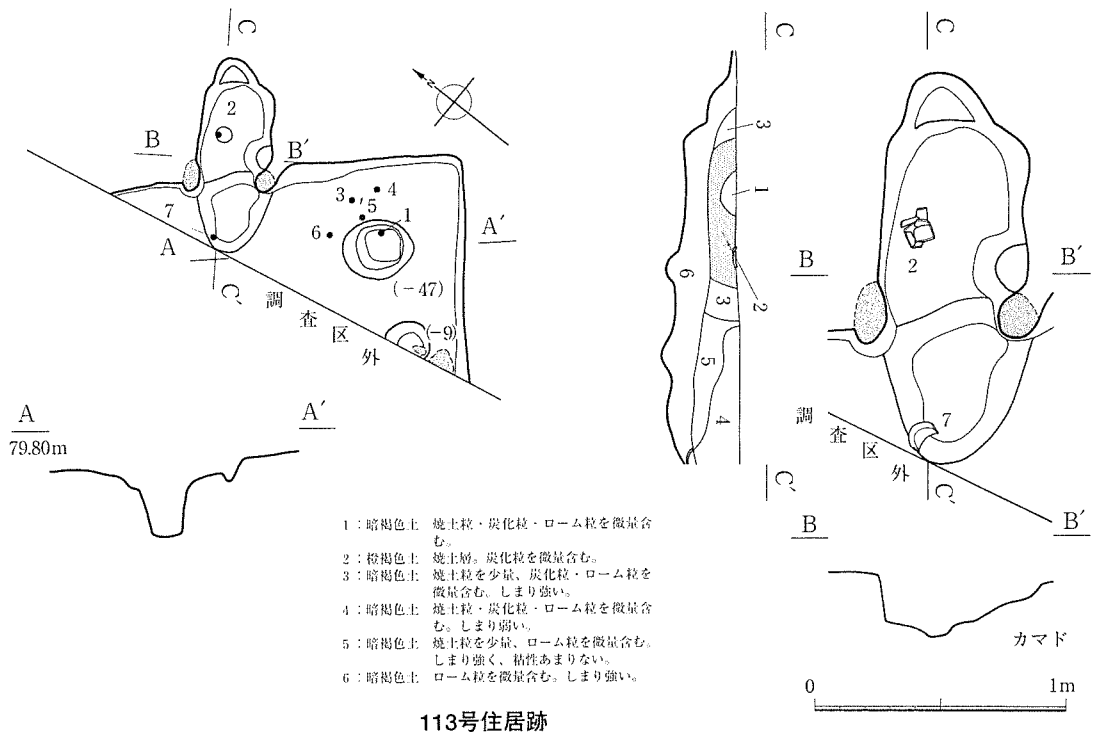 C
2
B
B′
3
4
5
7
6
1
A
A′
C′
(−47)
(−9)
調査区外
N
A
A′
79.80m
C
3
1
6
2
3
5
4
C′
C
2
B
B′
7
調査区外
C′
B
B′
カマド
0
1m
1：暗褐色土 焼土粒・炭化粒・ローム粒を微量含
む。
2：橙褐色土 焼土層。炭化粒を微量含む。
3：暗褐色土 焼土粒を少量、炭化粒・ローム粒を
微量含む。しまり強い。
4：暗褐色土 焼土粒・炭化粒・ローム粒を微量含
む。しまり弱い。
5：暗褐色土 焼土粒を少量、ローム粒を微量含む。
しまり強く、粘性あまりない。
6：暗褐色土 ローム粒を微量含む。しまり強い。
113号住居跡